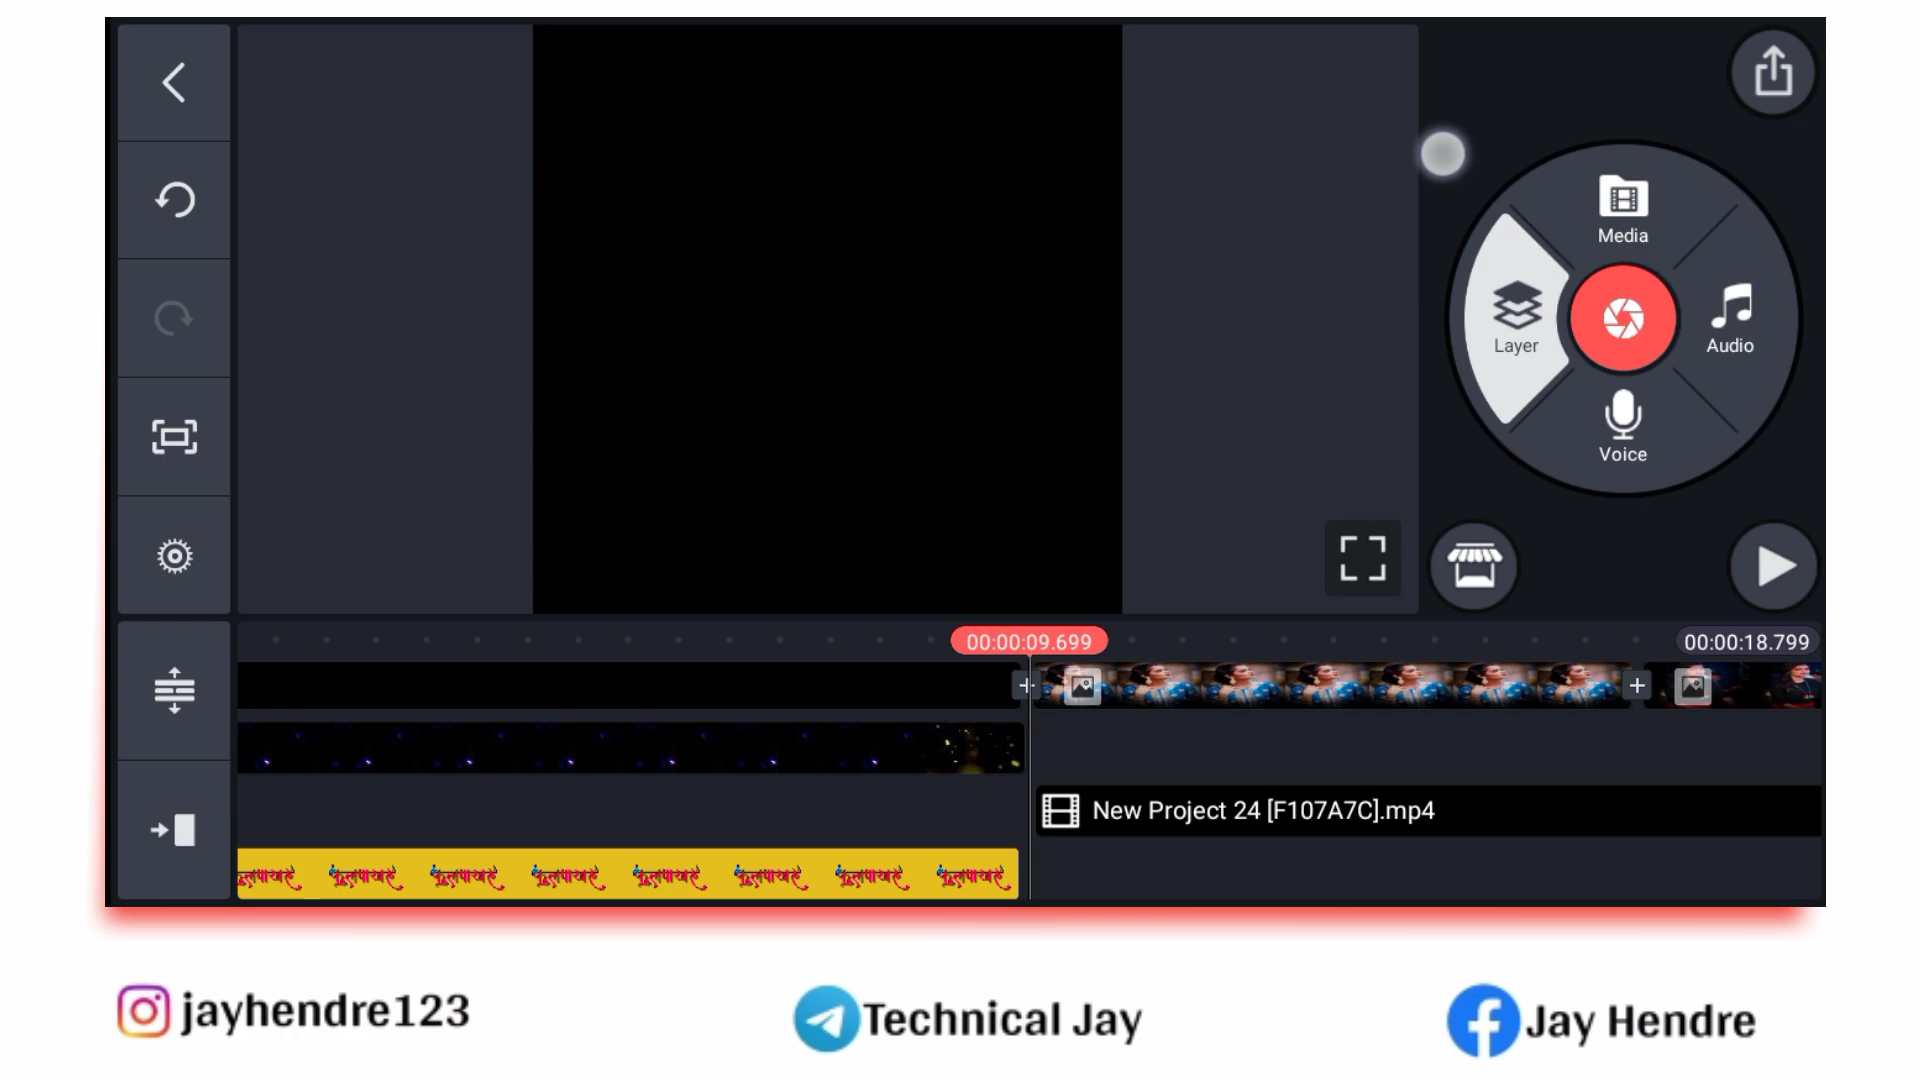 Media
Layer
Audio
Voice
00:00:09.699
00:00:18.799
New Project 24 [F107A7C].mp4
jayhendre123
Technical Jay
Jay Hendre